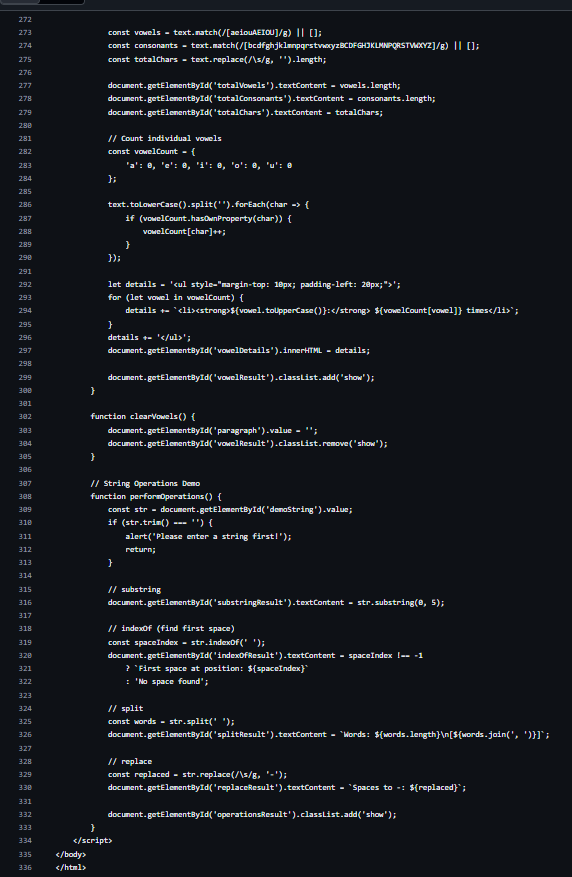 272
273 const vowels = text.match(/[aeiouAEIOU]/g) || [];
274 const consonants = text.match(/[bcdfghjklmnpqrstvwxyzBCDFGHJKLMNPQRSTVWXYZ]/g) || [];
275 const totalChars = text.replace(/\s/g, '').length;
276
277 document.getElementById('totalVowels').textContent = vowels.length;
278 document.getElementById('totalConsonants').textContent = consonants.length;
279 document.getElementById('totalChars').textContent = totalChars;
280
281 // Count individual vowels
282 const vowelCount = {
283 'a': 0, 'e': 0, 'i': 0, 'o': 0, 'u': 0
284 };
285
286 text.toLowerCase().split('').forEach(char => {
287 if (vowelCount.hasOwnProperty(char)) {
288 vowelCount[char]++;
289 }
290 });
291
292 let details = '<ul style="margin-top: 10px; padding-left: 20px;">';
293 for (let vowel in vowelCount) {
294 details += `<li><strong>${vowel.toUpperCase()}:</strong> ${vowelCount[vowel]} times</li>`;
295 }
296 details += '</ul>';
297 document.getElementById('vowelDetails').innerHTML = details;
298
299 document.getElementById('vowelResult').classList.add('show');
300 }
301
302 function clearVowels() {
303 document.getElementById('paragraph').value = '';
304 document.getElementById('vowelResult').classList.remove('show');
305 }
306
307 // String Operations Demo
308 function performOperations() {
309 const str = document.getElementById('demoString').value;
310 if (str.trim() === '') {
311 alert('Please enter a string first!');
312 return;
313 }
314
315 // substring
316 document.getElementById('substringResult').textContent = str.substring(0, 5);
317
318 // indexOf (find first space)
319 const spaceIndex = str.indexOf(' ');
320 document.getElementById('indexOfResult').textContent = spaceIndex !== -1
321 ? `First space at position: ${spaceIndex}`
322 : 'No space found';
323
324 // split
325 const words = str.split(' ');
326 document.getElementById('splitResult').textContent = `Words: ${words.length}\n[${words.join(', ')}]`;
327
328 // replace
329 const replaced = str.replace(/\s/g, '-');
330 document.getElementById('replaceResult').textContent = `Spaces to -: ${replaced}`;
331
332 document.getElementById('operationsResult').classList.add('show');
333 }
334 </script>
335 </body>
336 </html>